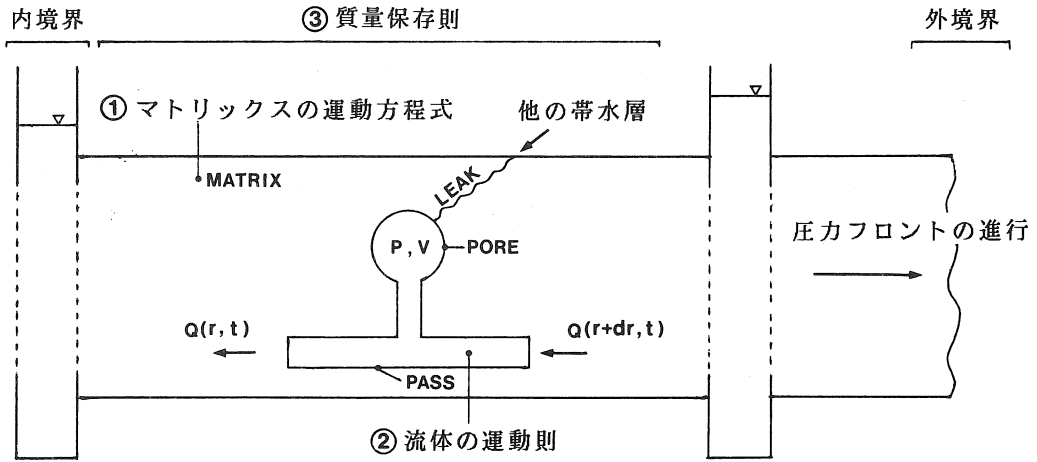 内境界
③質量保存則
外境界
①マトリックスの運動方程式
他の帯水層
MATRIX
LEAK
P,V
PORE
圧力フロントの進行
Q(r,t)
Q(r+dr,t)
PASS
②流体の運動則